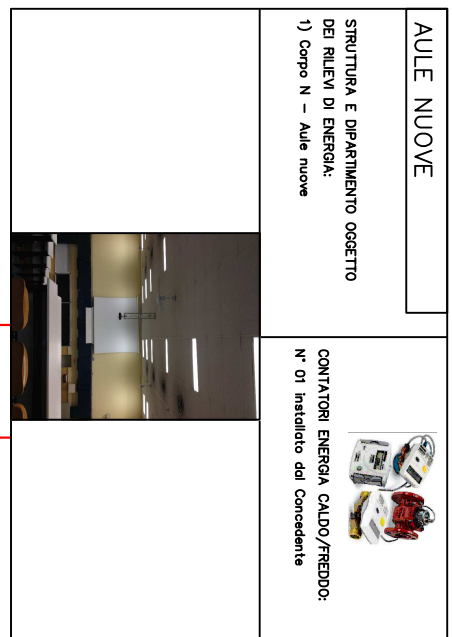 AULE NUOVE
STRUTTURA E DIPARTIMENTO OGGETTO
DEI RILIEVI DI ENERGIA:
1) Corpo N – Aule nuove
CONTATORI ENERGIA CALDO/FREDDO:
N° 01 installato dal Concedente